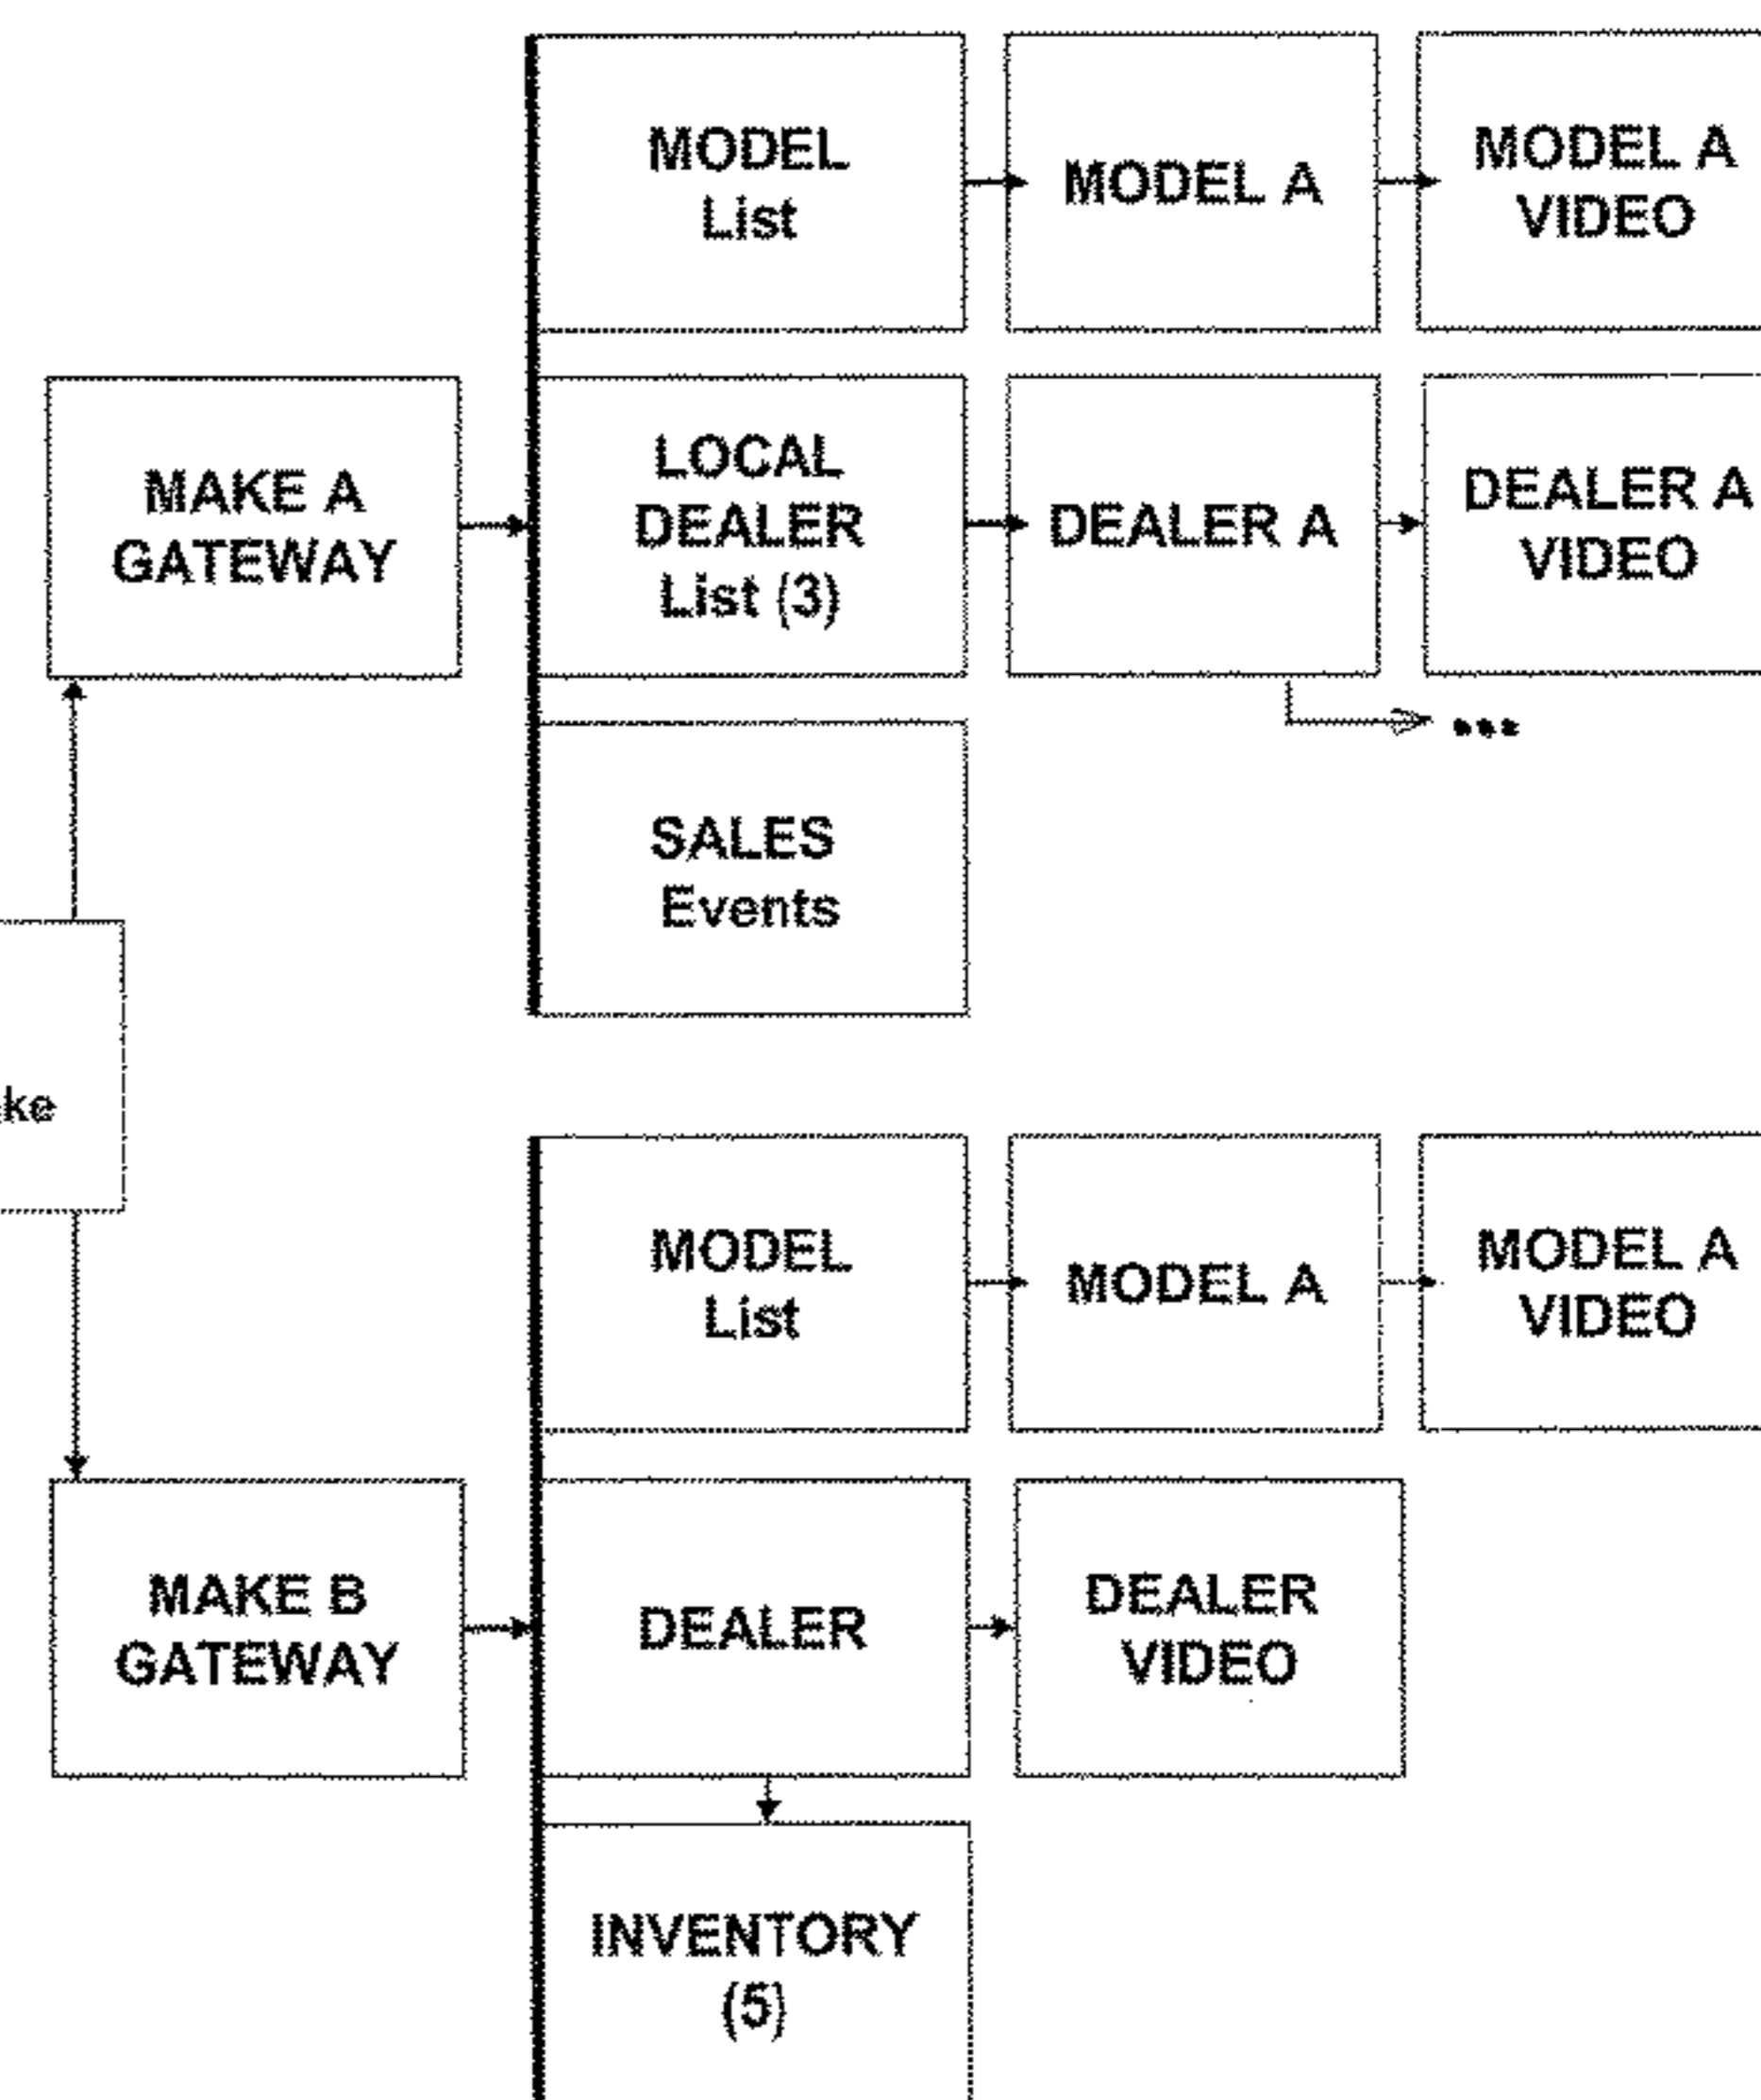 MODEL
List
MODEL A
MODEL A
VIDEO
MAKE A
GATEWAY
LOCAL
DEALER
List (3)
DEALER A
DEALER A
VIDEO
•••
SALES
Events
MODEL
List
MODEL A
MODEL A
VIDEO
MAKE B
GATEWAY
DEALER
DEALER
VIDEO
INVENTORY
(5)